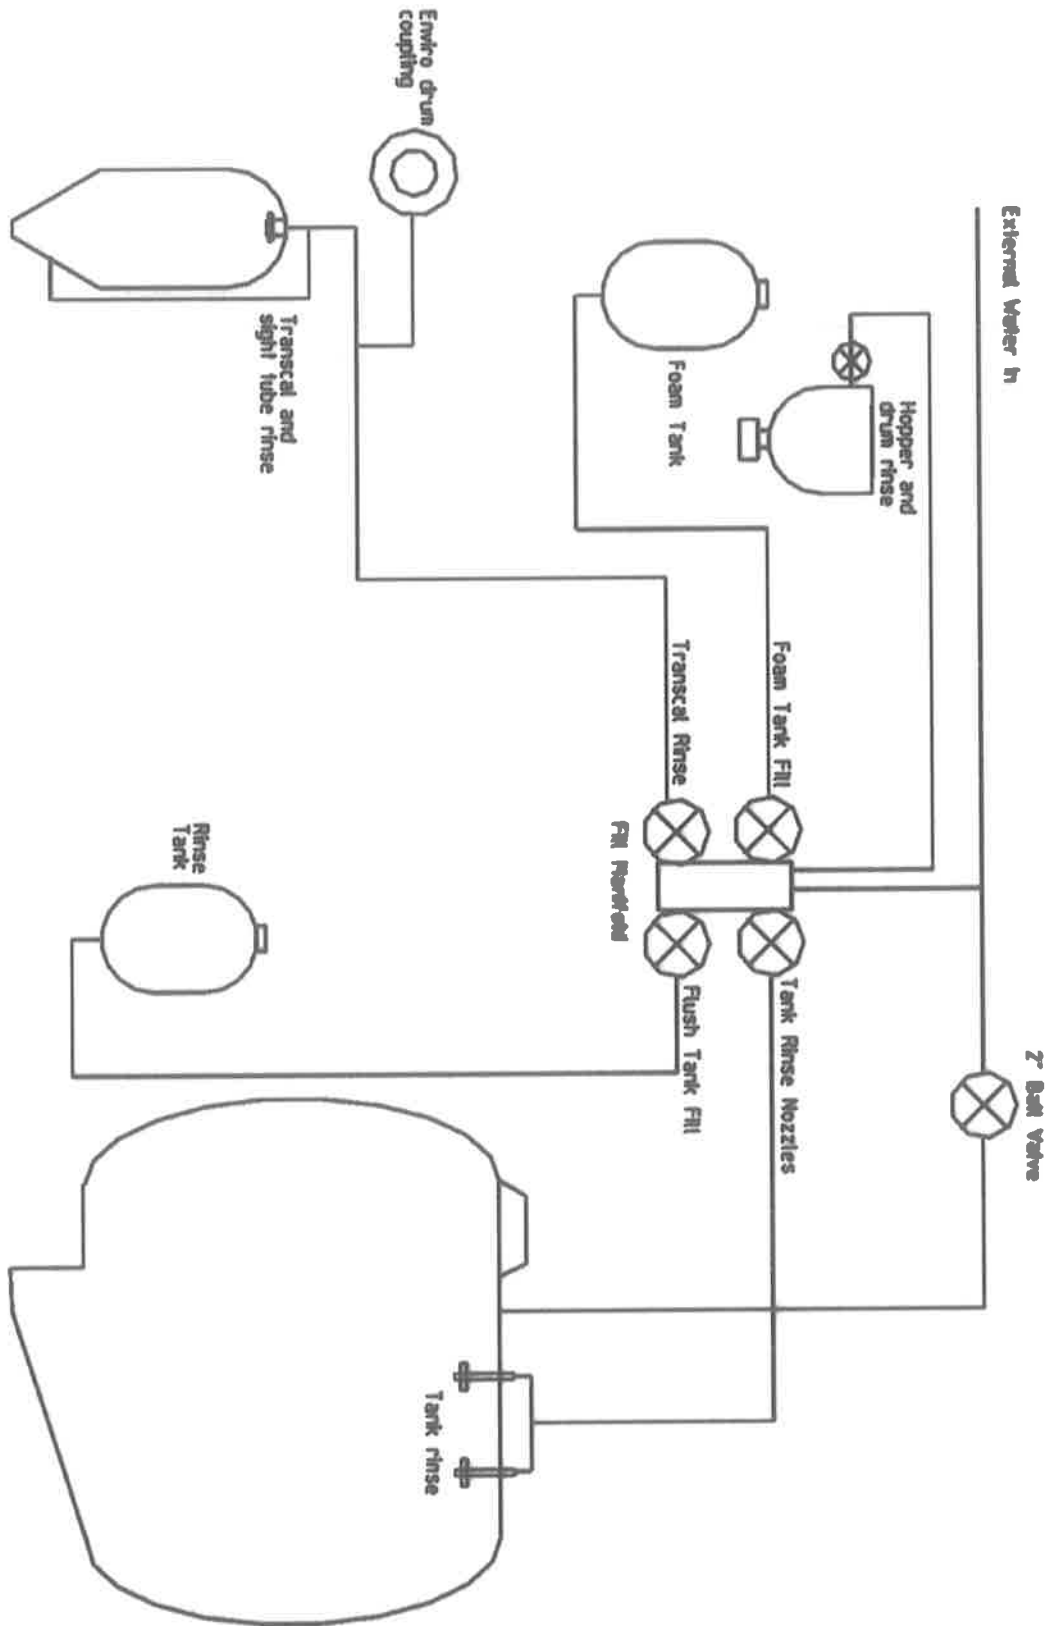 External Water In
2" Ball Valve
Hopper and
drum rinse
Enviro drum
coupling
Foam Tank
Foam Tank Fill
Tank Rinse Nozzles
Transcal Rinse
Flush Tank Fill
Fill Manifold
Transcal and
sight tube rinse
Tank rinse
Rinse
Tank